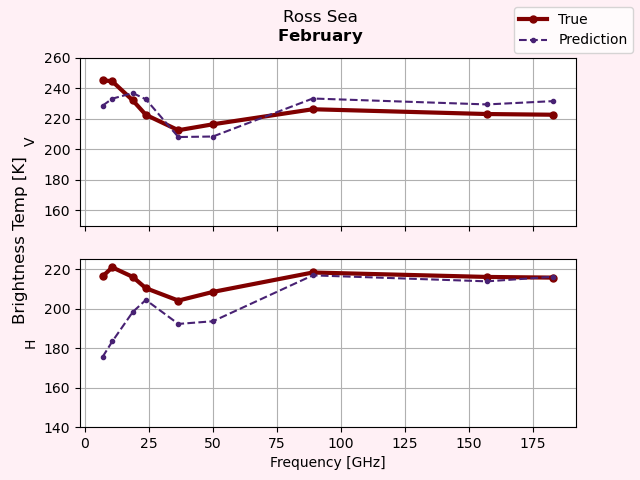 Ross Sea
February
True
Prediction
260
240
220
200
180
160
V
Brightness Temp [K]
220
200
180
160
140
H
0 25 50 75 100 125 150 175
Frequency [GHz]